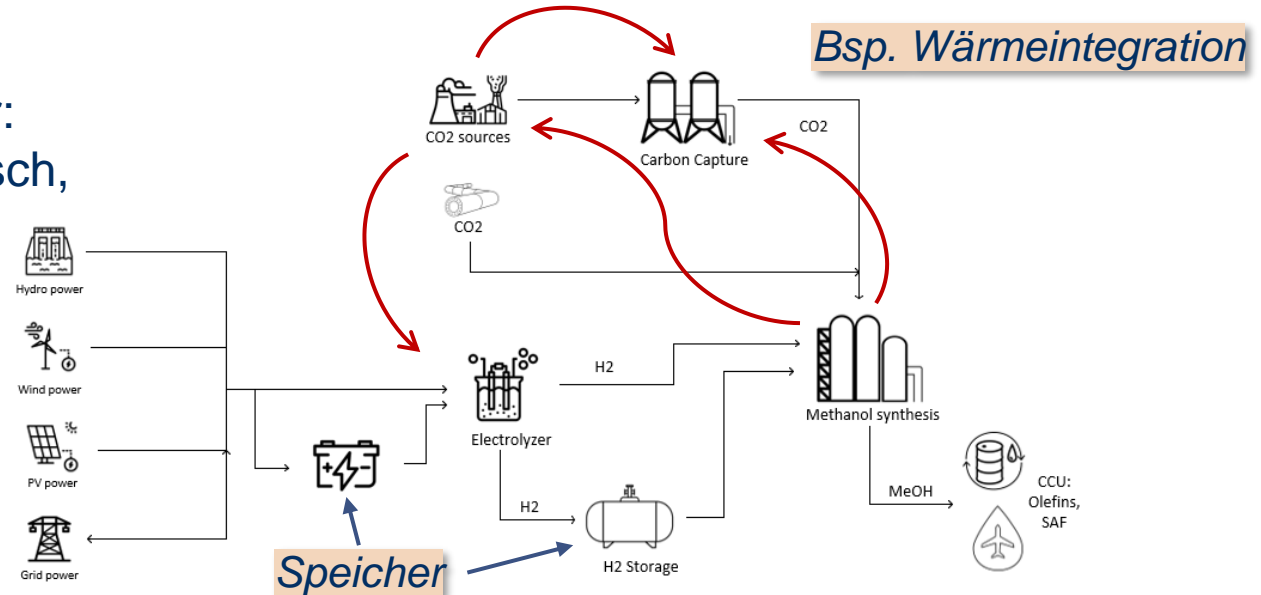 Bsp. Wärmeintegration
r:
sch,
CO2 sources
Carbon Capture
CO2
CO2
Hydro power
Wind power
PV power
Grid power
Electrolyzer
H2
H2
H2 Storage
Speicher
Methanol synthesis
MeOH
CCU:
Olefins,
SAF